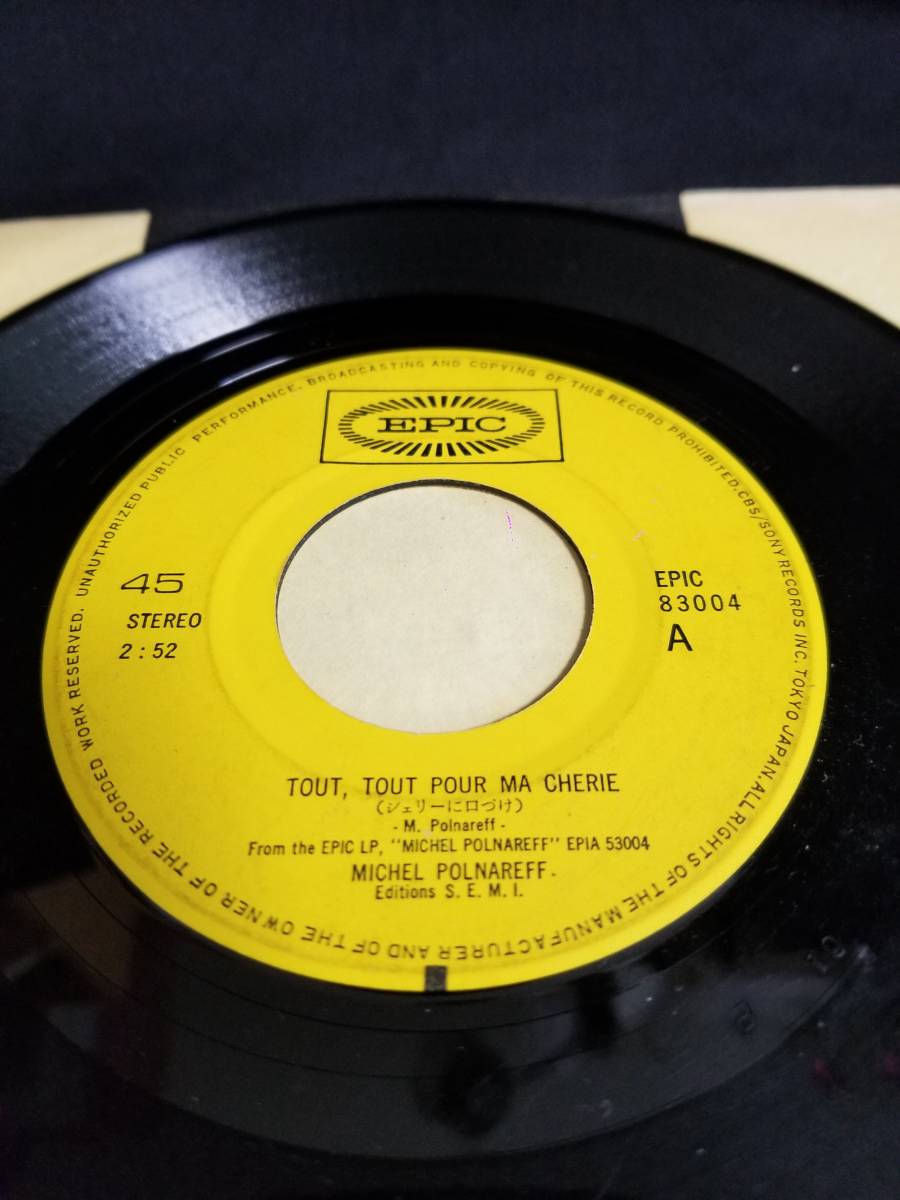 EPIC
UNAUTHORIZED PUBLIC PERFORMANCE, BROADCASTING AND COPYING OF THIS RECORD PROHIBITED. CBS/SONY RECORDS INC. TOKYO JAPAN. ALL RIGHTS OF THE MANUFACTURER AND OF THE OWNER OF THE RECORDED WORK RESERVED.
45
STEREO
2:52
EPIC
83004
A
TOUT, TOUT POUR MA CHERIE
(シェリーに口づけ)
- M. Polnareff -
From the EPIC LP, "MICHEL POLNAREFF" EPIA 53004
MICHEL POLNAREFF.
Editions S. E. M. I.